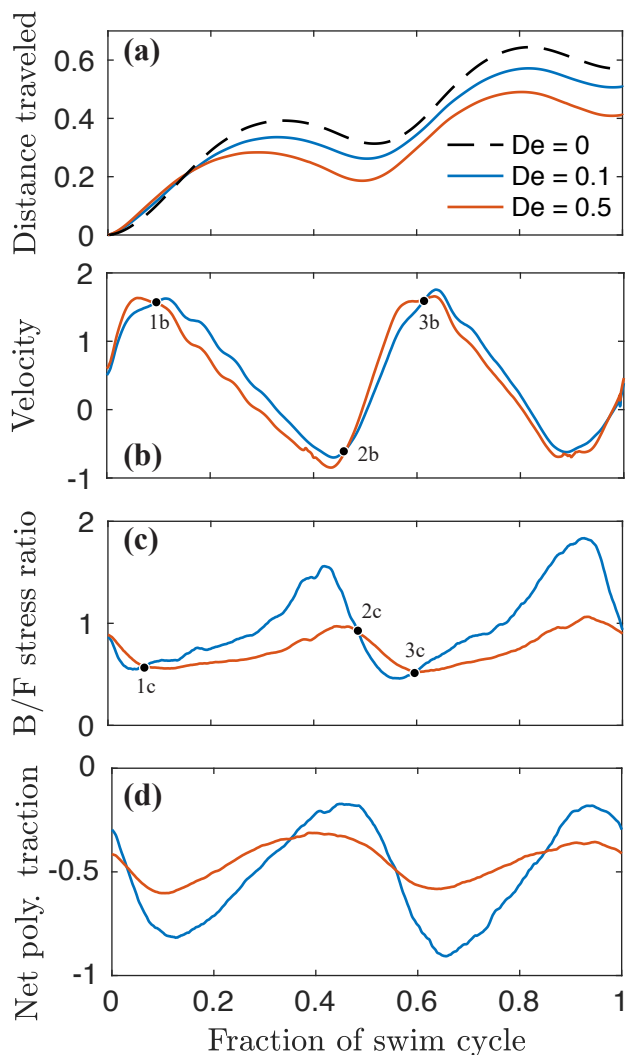 (a)
Distance traveled
0.6
0.4
0.2
0
De = 0
De = 0.1
De = 0.5
(b)
Velocity
2
1
0
-1
1b
2b
3b
(c)
B/F stress ratio
2
1
0
1c
2c
3c
(d)
Net poly. traction
0
-0.5
-1
0 0.2 0.4 0.6 0.8 1
Fraction of swim cycle